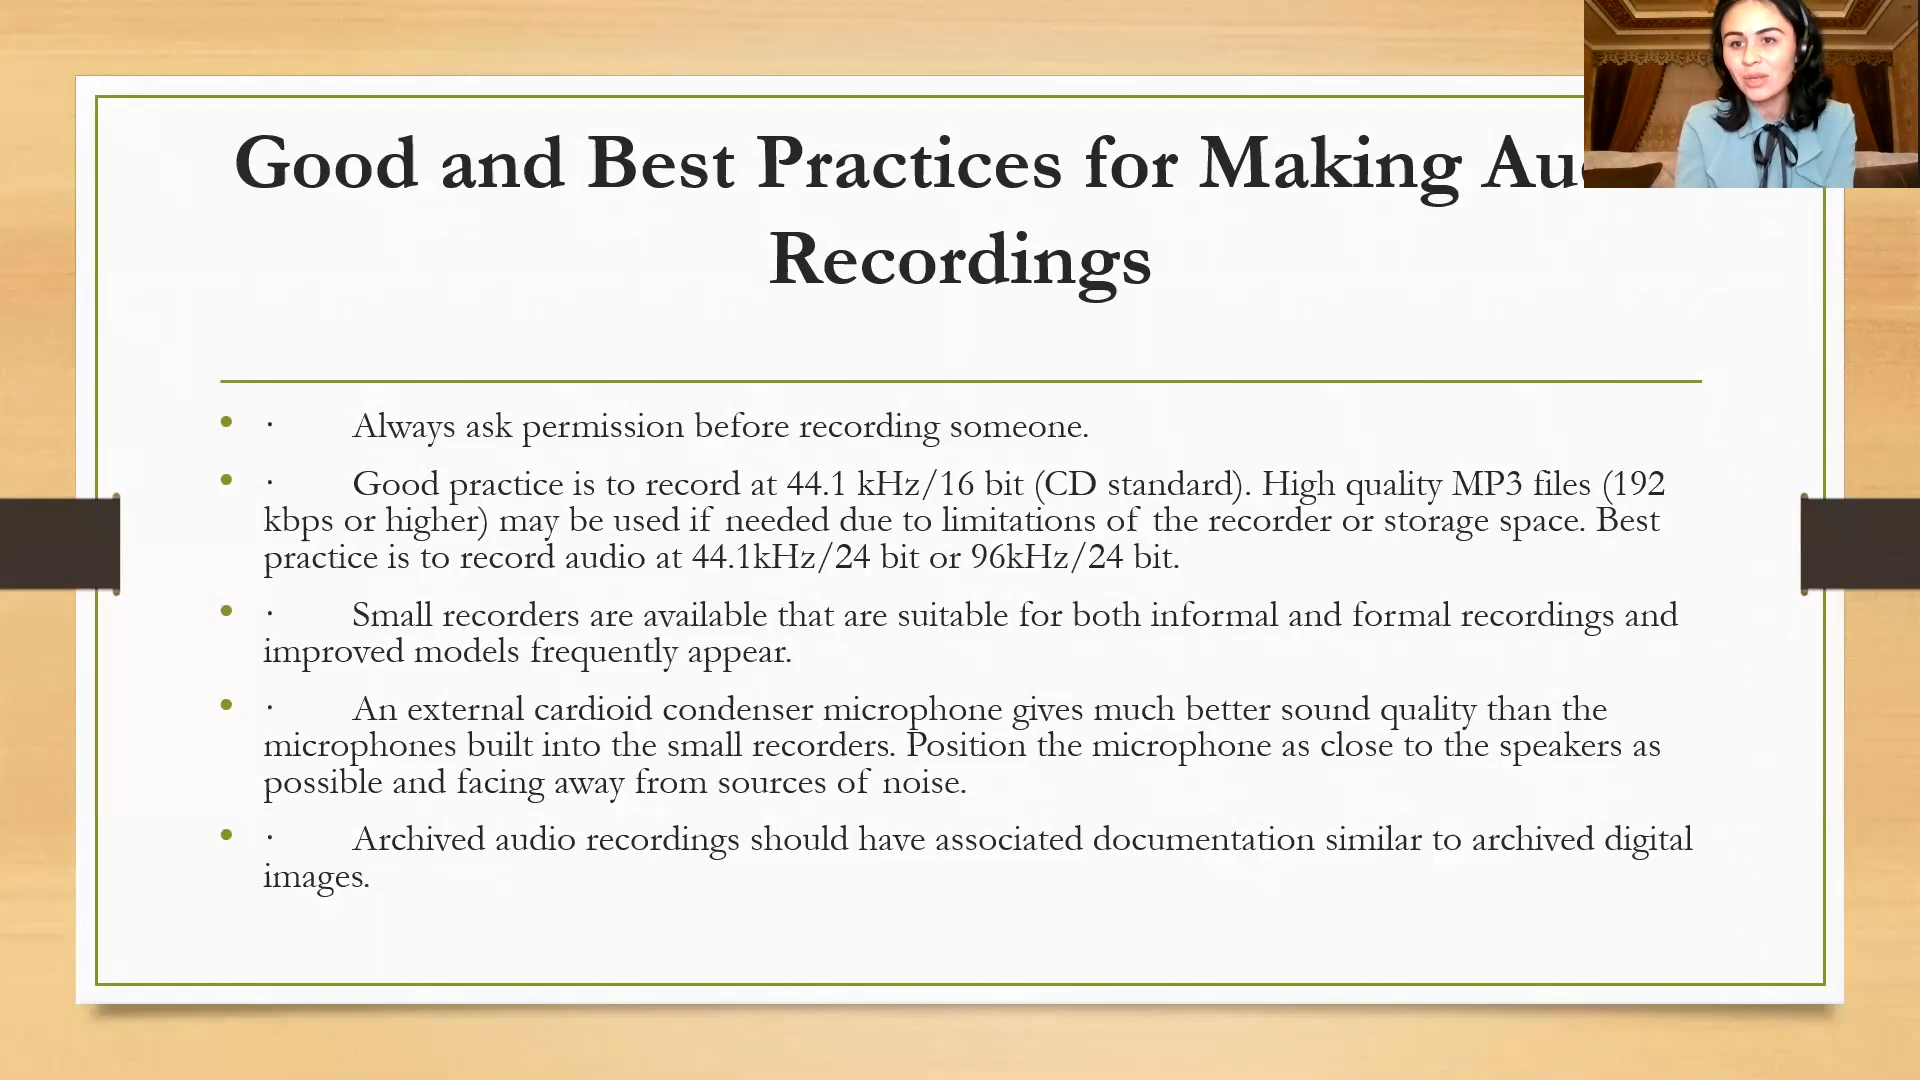 Good and Best Practices for Making
Recordings
• · Always ask permission before recording someone.
• · Good practice is to record at 44.1 kHz/16 bit (CD standard). High quality MP3 files (192
kbps or higher) may be used if needed due to limitations of the recorder or storage space. Best
practice is to record audio at 44.1kHz/24 bit or 96kHz/24 bit.
• · Small recorders are available that are suitable for both informal and formal recordings and
improved models frequently appear.
• · An external cardioid condenser microphone gives much better sound quality than the
microphones built into the small recorders. Position the microphone as close to the speakers as
possible and facing away from sources of noise.
• · Archived audio recordings should have associated documentation similar to archived digital
images.